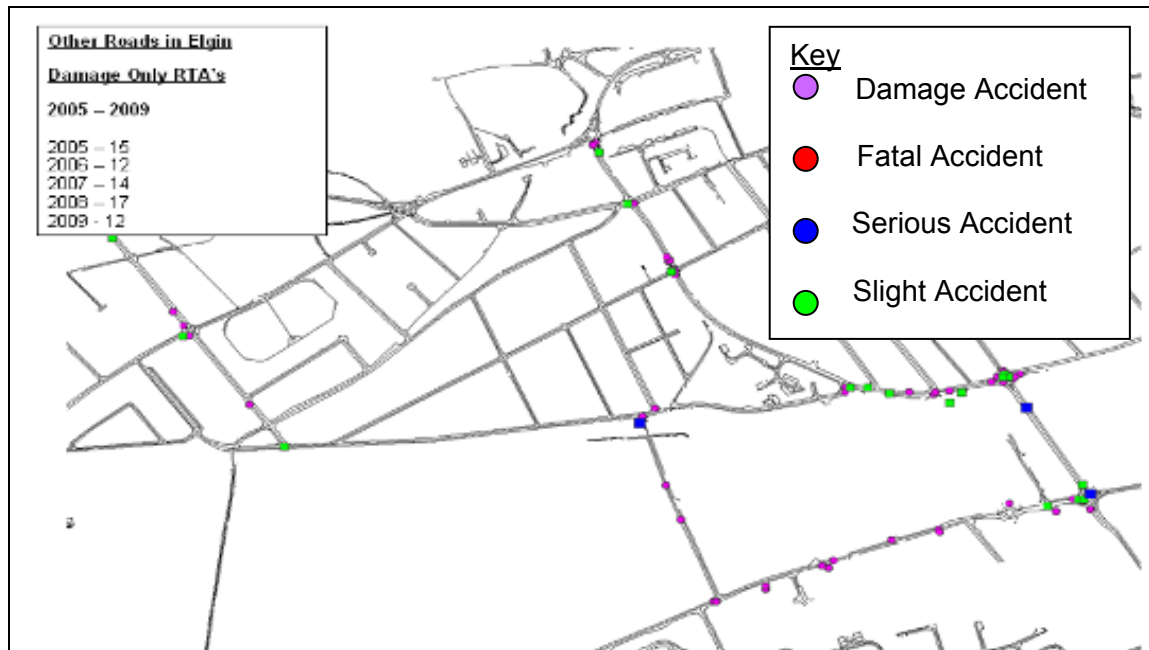 Other Roads in Elgin
Damage Only RTA's
2005 – 2009
2005 – 15
2006 – 12
2007 – 14
2008 – 17
2009 - 12
Key
Damage Accident
Fatal Accident
Serious Accident
Slight Accident